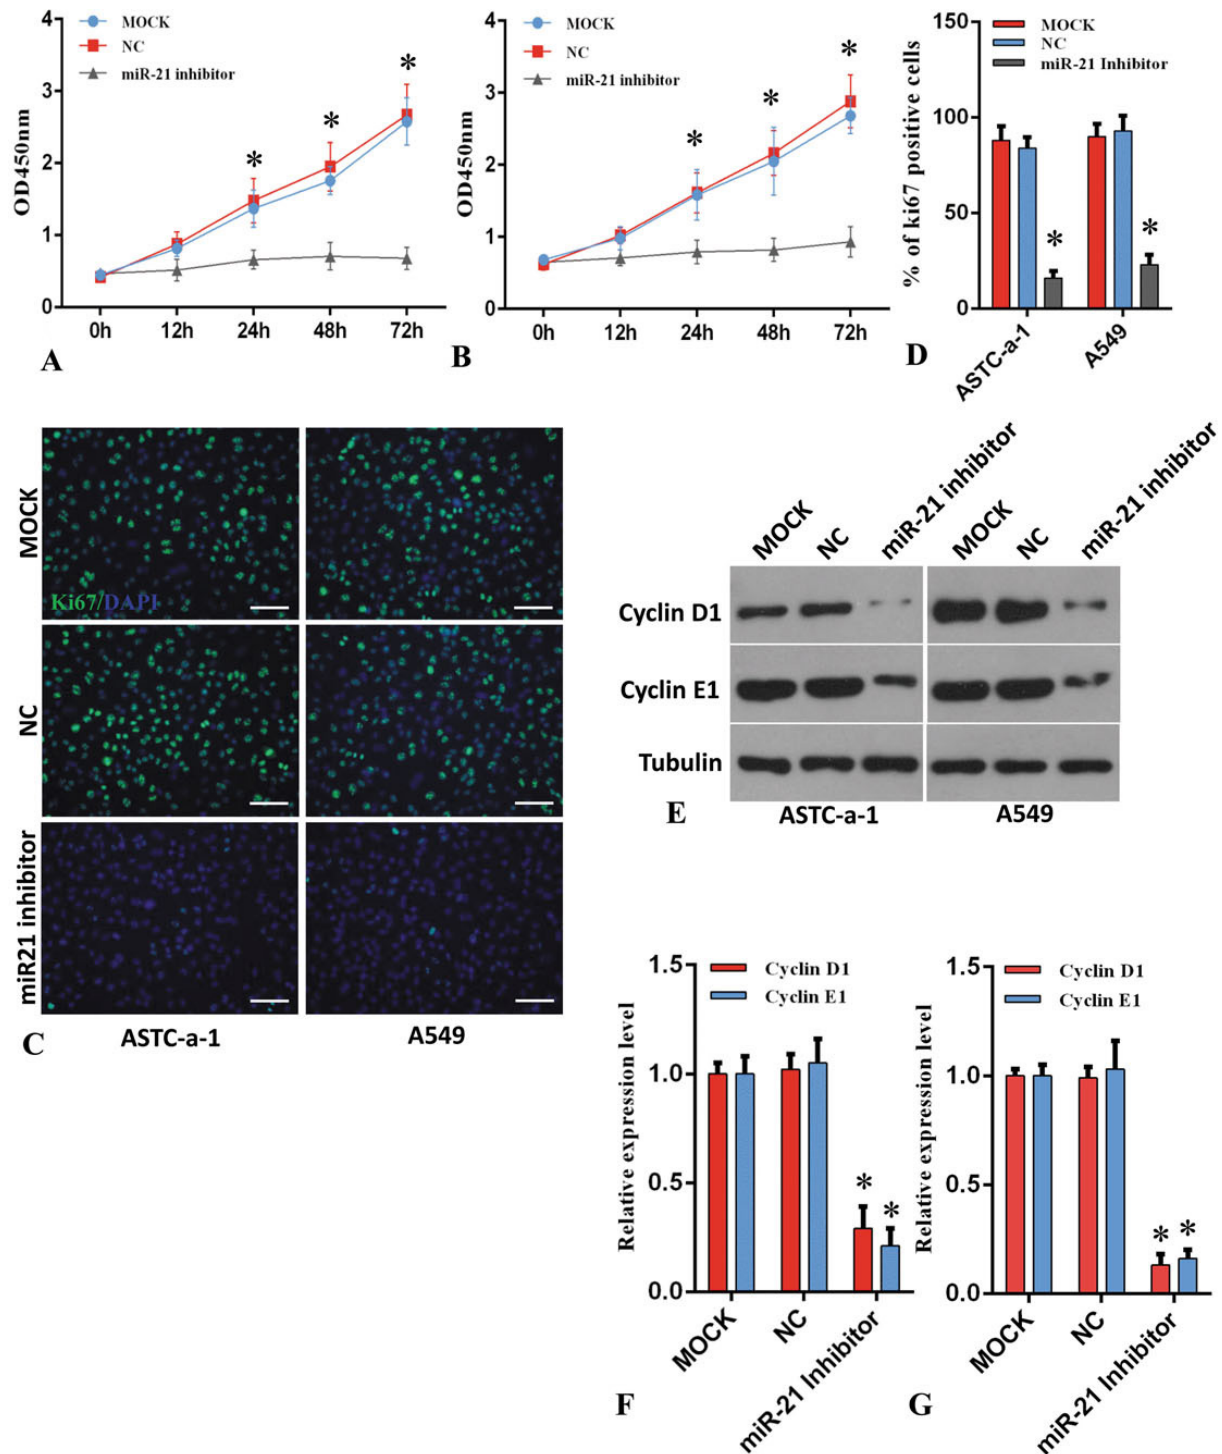 MOCK
NC
miR-21 inhibitor
OD450nm
4
3
2
1
0
*
*
*
0h
12h
24h
48h
72h
A
MOCK
NC
miR-21 inhibitor
OD450nm
4
3
2
1
0
*
*
*
0h
12h
24h
48h
72h
B
MOCK
NC
miR-21 Inhibitor
% of ki67 positive cells
150
100
50
0
*
*
ASTC-a-1
A549
D
MOCK
Ki67/DAPI
NC
miR21 inhibitor
ASTC-a-1
A549
C
MOCK
NC
miR-21 inhibitor
MOCK
NC
miR-21 inhibitor
Cyclin D1
Cyclin E1
Tubulin
ASTC-a-1
A549
E
Cyclin D1
Cyclin E1
Relative expression level
1.5
1.0
0.5
0.0
*
*
MOCK
NC
miR-21 Inhibitor
F
Cyclin D1
Cyclin E1
Relative expression level
1.5
1.0
0.5
0.0
*
*
MOCK
NC
miR-21 Inhibitor
G